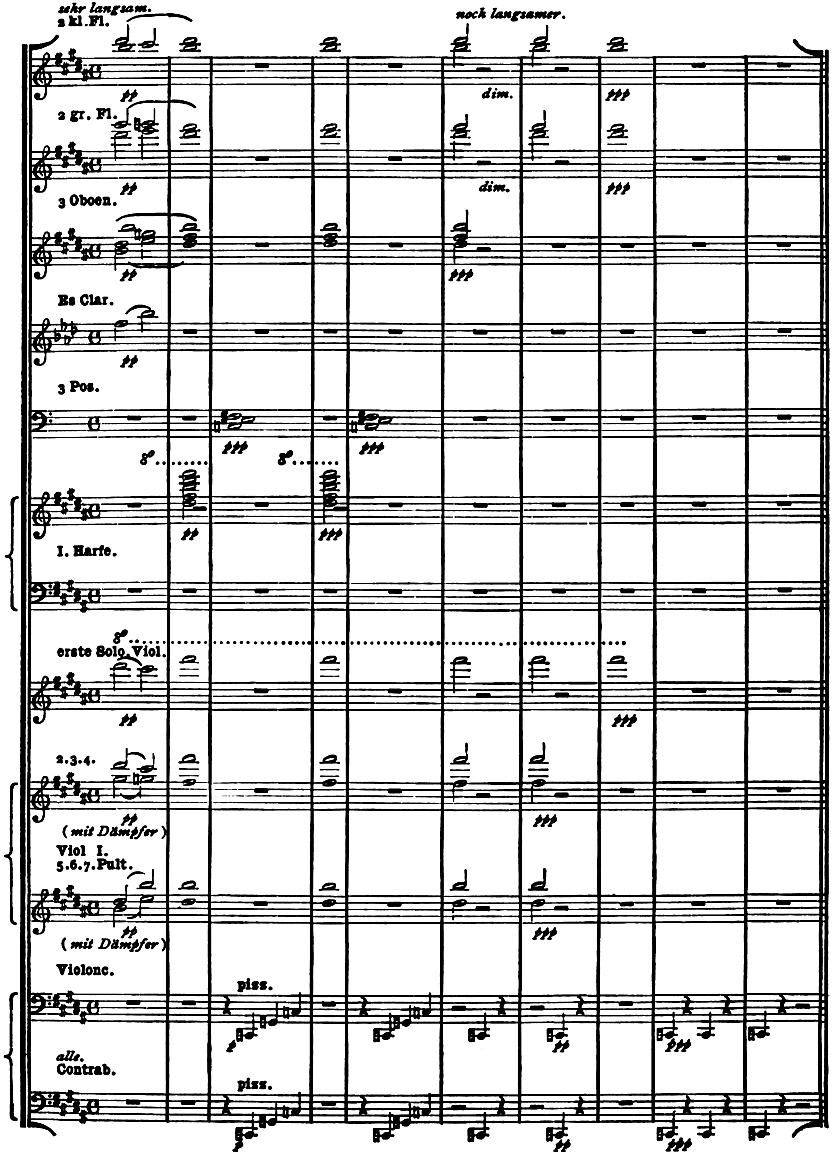 sehr langsam.
2 kl. Fl.
noch langsamer.
pp
dim.
ppp
2 gr. Fl.
pp
dim.
ppp
3 Oboen.
pp
ppp
Es Clar.
pp
3 Pos.
ppp
ppp
8º
8º
pp
ppp
I. Harfe.
8º
erste Solo Viol.
pp
ppp
2.3.4.
pp
ppp
(mit Dämpfer)
Viol I.
5.6.7. Pult.
pp
ppp
(mit Dämpfer)
Violonc.
pizz.
p
pp
ppp
alle.
Contrab.
pizz.
p
pp
ppp